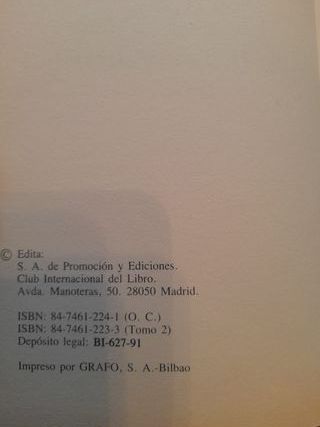 © Edita:
S. A. de Promoción y Ediciones.
Club Internacional del Libro.
Avda. Manoteras, 50. 28050 Madrid.
ISBN: 84-7461-224-1 (O. C.)
ISBN: 84-7461-223-3 (Tomo 2)
Depósito legal: BI-627-91
Impreso por GRAFO, S. A.-Bilbao